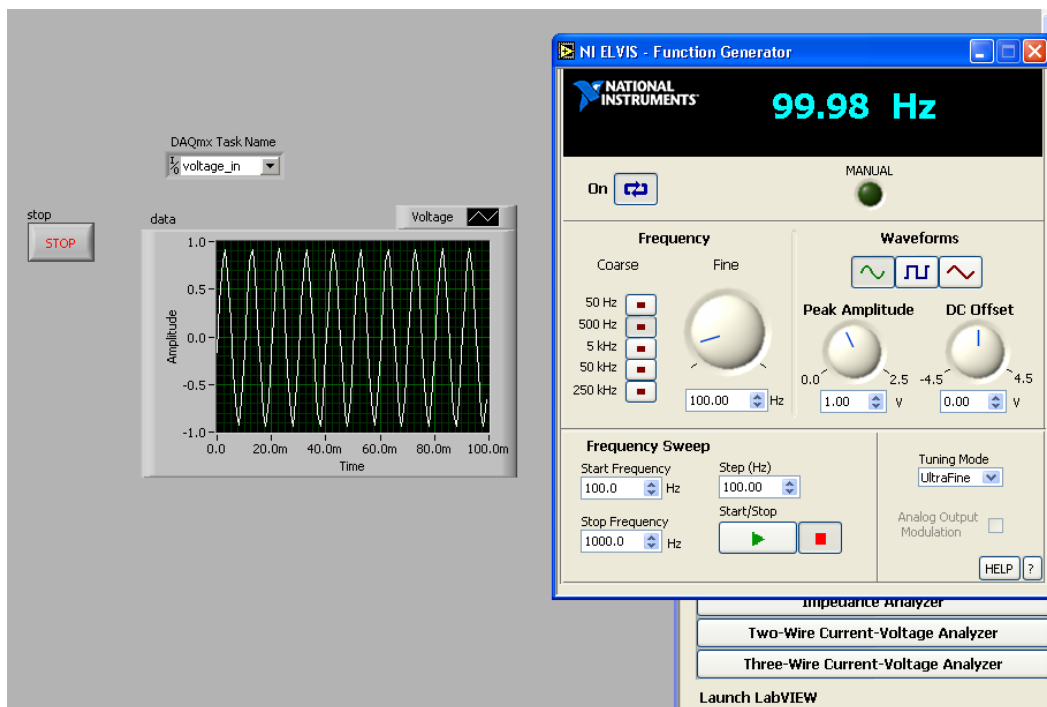 NI ELVIS - Function Generator
NATIONAL
INSTRUMENTS
99.98 Hz
DAQmx Task Name
I/O voltage_in
On
MANUAL
stop
STOP
data
Voltage
1.0
0.5
0.0
-0.5
-1.0
Amplitude
0.0 20.0m 40.0m 60.0m 80.0m 100.0m
Time
Frequency
Coarse Fine
50 Hz
500 Hz
5 kHz
50 kHz
250 kHz
100.00 Hz
Waveforms
Peak Amplitude DC Offset
0.0 2.5 -4.5 4.5
1.00 V 0.00 V
Frequency Sweep
Start Frequency Step (Hz)
100.0 Hz 100.00
Stop Frequency Start/Stop
1000.0 Hz
Tuning Mode
UltraFine
Analog Output
Modulation
HELP ?
Impedance Analyzer
Two-Wire Current-Voltage Analyzer
Three-Wire Current-Voltage Analyzer
Launch LabVIEW